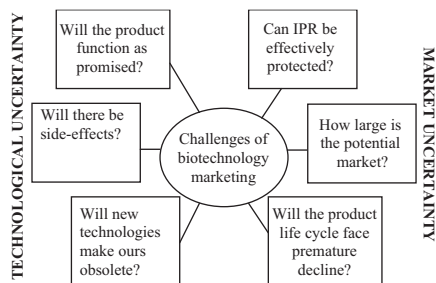 TECHNOLOGICAL UNCERTAINTY
Will the product
function as
promised?
Can IPR be
effectively
protected?
Will there be
side-effects?
Challenges of
biotechnology
marketing
How large is
the potential
market?
Will new
technologies
make ours
obsolete?
Will the product
life cycle face
premature
decline?
MARKET UNCERTAINTY